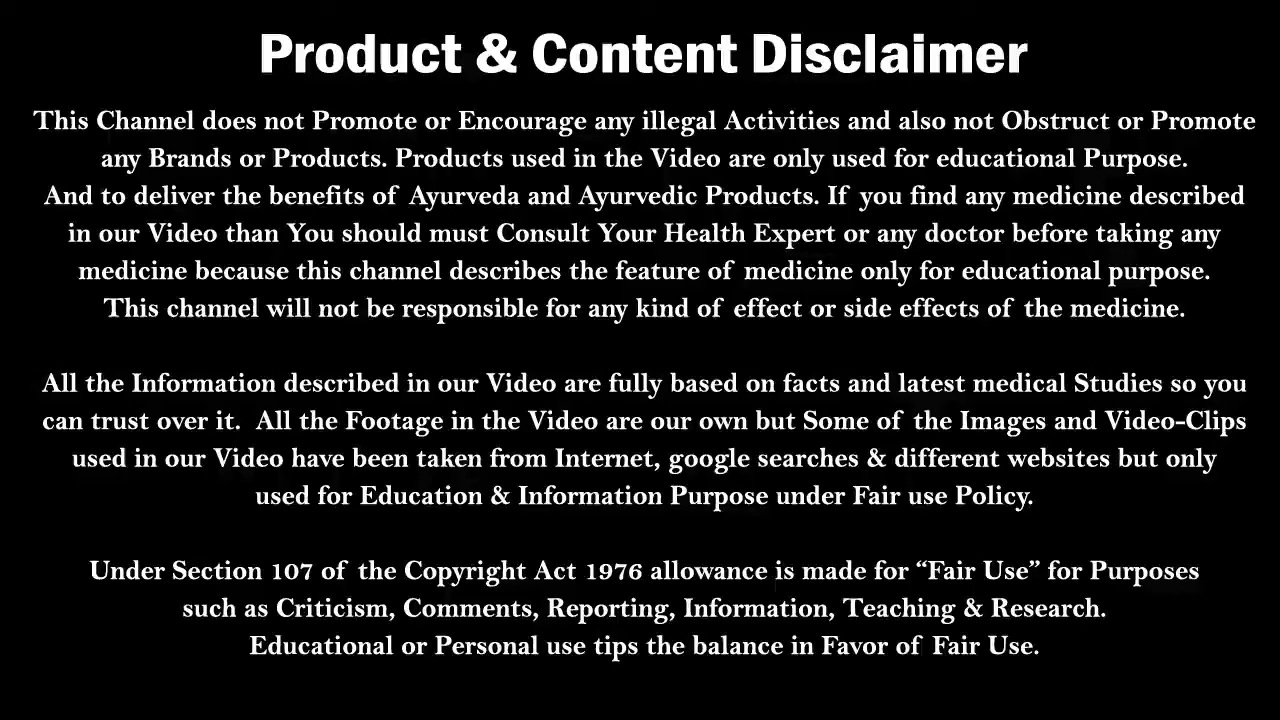 Product & Content Disclaimer
This Channel does not Promote or Encourage any illegal Activities and also not Obstruct or Promote
any Brands or Products. Products used in the Video are only used for educational Purpose.
And to deliver the benefits of Ayurveda and Ayurvedic Products. If you find any medicine described
in our Video than You should must Consult Your Health Expert or any doctor before taking any
medicine because this channel describes the feature of medicine only for educational purpose.
This channel will not be responsible for any kind of effect or side effects of the medicine.
All the Information described in our Video are fully based on facts and latest medical Studies so you
can trust over it. All the Footage in the Video are our own but Some of the Images and Video-Clips
used in our Video have been taken from Internet, google searches & different websites but only
used for Education & Information Purpose under Fair use Policy.
Under Section 107 of the Copyright Act 1976 allowance is made for “Fair Use” for Purposes
such as Criticism, Comments, Reporting, Information, Teaching & Research.
Educational or Personal use tips the balance in Favor of Fair Use.